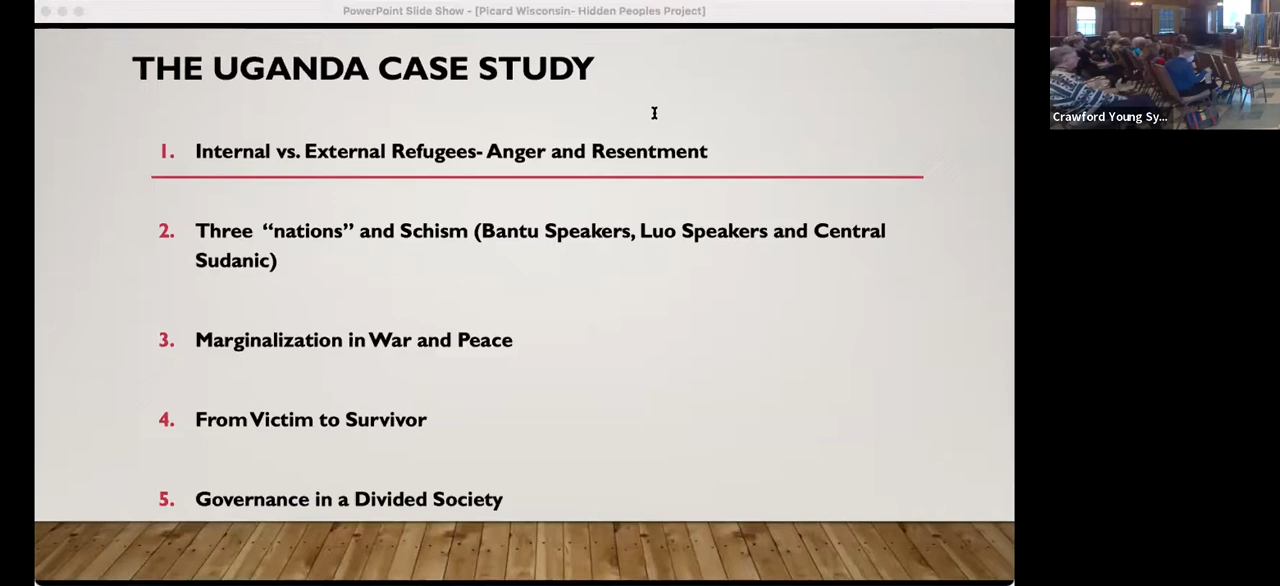 PowerPoint Slide Show - [Picard Wisconsin- Hidden Peoples Project]
THE UGANDA CASE STUDY
1. Internal vs. External Refugees- Anger and Resentment
2. Three “nations” and Schism (Bantu Speakers, Luo Speakers and Central
Sudanic)
3. Marginalization in War and Peace
4. From Victim to Survivor
5. Governance in a Divided Society
Crawford Young Sy...